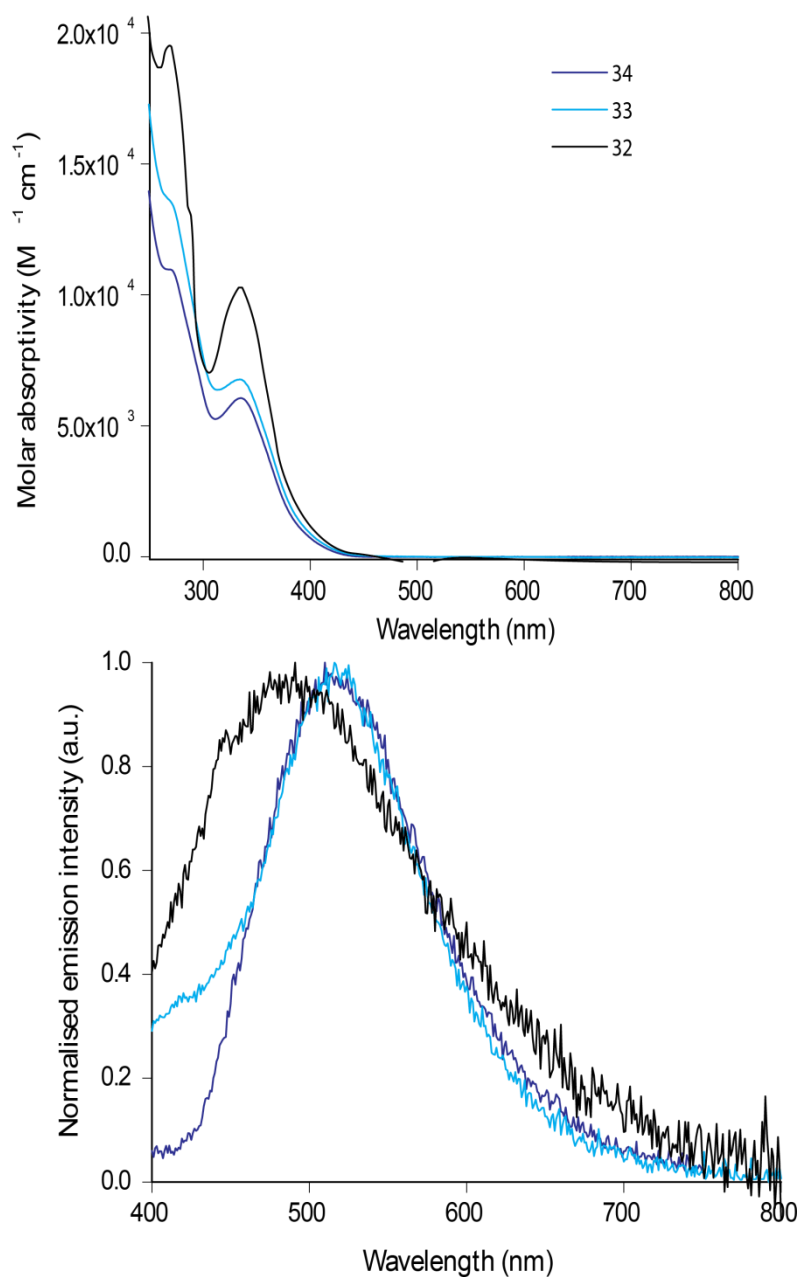 2.0x10 4
34
33
1.5x10 4
32
Molar absorptivity (M -1 cm -1)
1.0x10 4
5.0x10 3
0.0
300 400 500 600 700 800
Wavelength (nm)
1.0
0.8
0.6
Normalised emission intensity (a.u.)
0.4
0.2
0.0
400 500 600 700 800
Wavelength (nm)